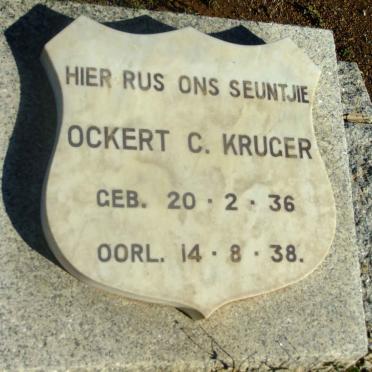 HIER RUS ONS SEUNTJIE
OCKERT C. KRUGER
GEB. 20 · 2 · 36
OORL. 14 · 8 · 38.